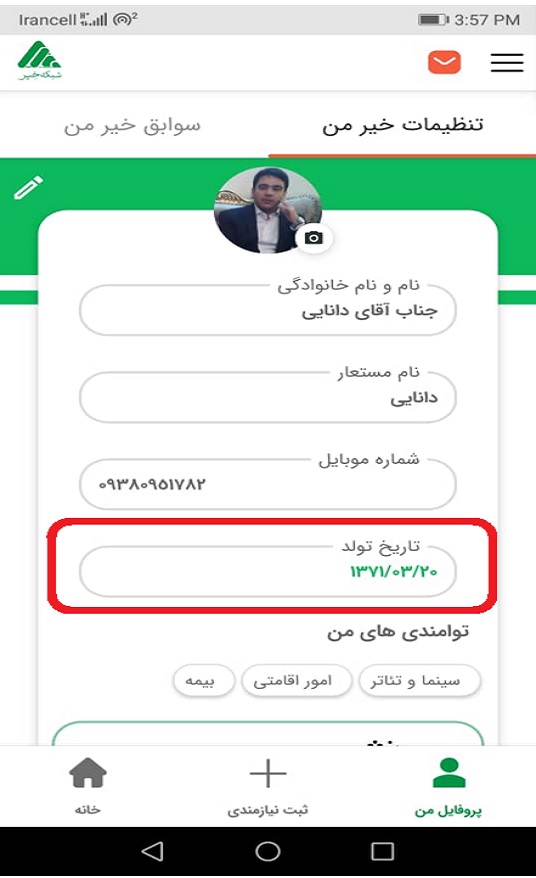 Irancell 3:57 PM
شبکه خیر
تنظیمات خیر من
سوابق خیر من
نام و نام خانوادگی
جناب آقای دانایی
نام مستعار
دانایی
شماره موبایل
۰۹۳۸۰۹۵۱۷۸۲
تاریخ تولد
۱۳۷۱/۰۳/۲۰
توامندی های من
سینما و تئاتر
امور اقامتی
بیمه
پروفایل من
ثبت نیازمندی
خانه